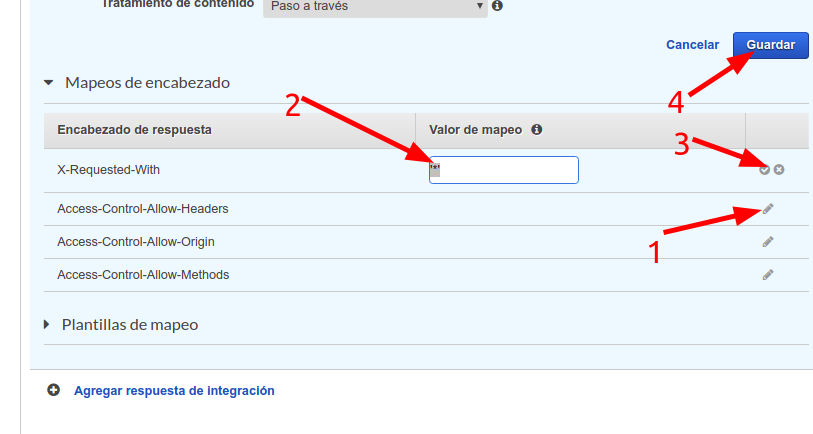 Tratamiento de contenido Paso a través
Cancelar Guardar
4
Mapeos de encabezado
2
Encabezado de respuesta Valor de mapeo
3
X-Requested-With '*'
Access-Control-Allow-Headers
1
Access-Control-Allow-Origin
Access-Control-Allow-Methods
Plantillas de mapeo
Agregar respuesta de integración